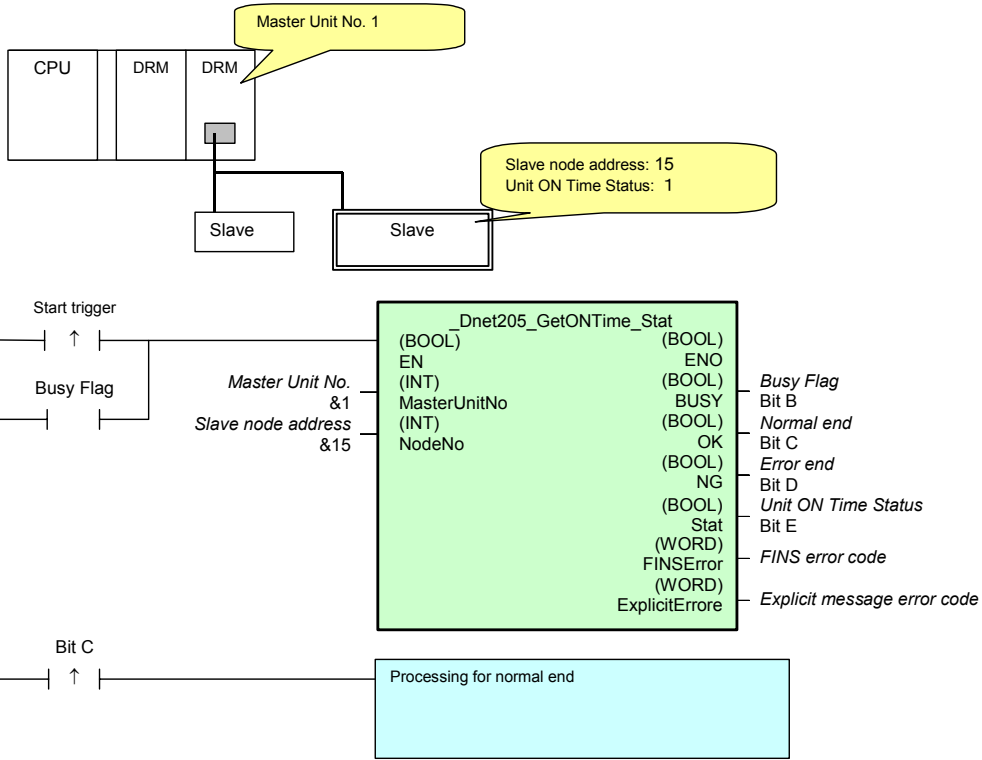 Master Unit No. 1
CPU
DRM
DRM
Slave node address: 15
Unit ON Time Status: 1
Slave
Slave
Start trigger
↑
Busy Flag
_Dnet205_GetONTime_Stat
(BOOL)
EN
(INT)
MasterUnitNo
(INT)
NodeNo
Master Unit No.
&1
Slave node address
&15
(BOOL)
ENO
(BOOL)
BUSY
(BOOL)
OK
(BOOL)
NG
(BOOL)
Stat
(WORD)
FINSError
(WORD)
ExplicitErrore
Busy Flag
Bit B
Normal end
Bit C
Error end
Bit D
Unit ON Time Status
Bit E
FINS error code
Explicit message error code
Bit C
↑
Processing for normal end